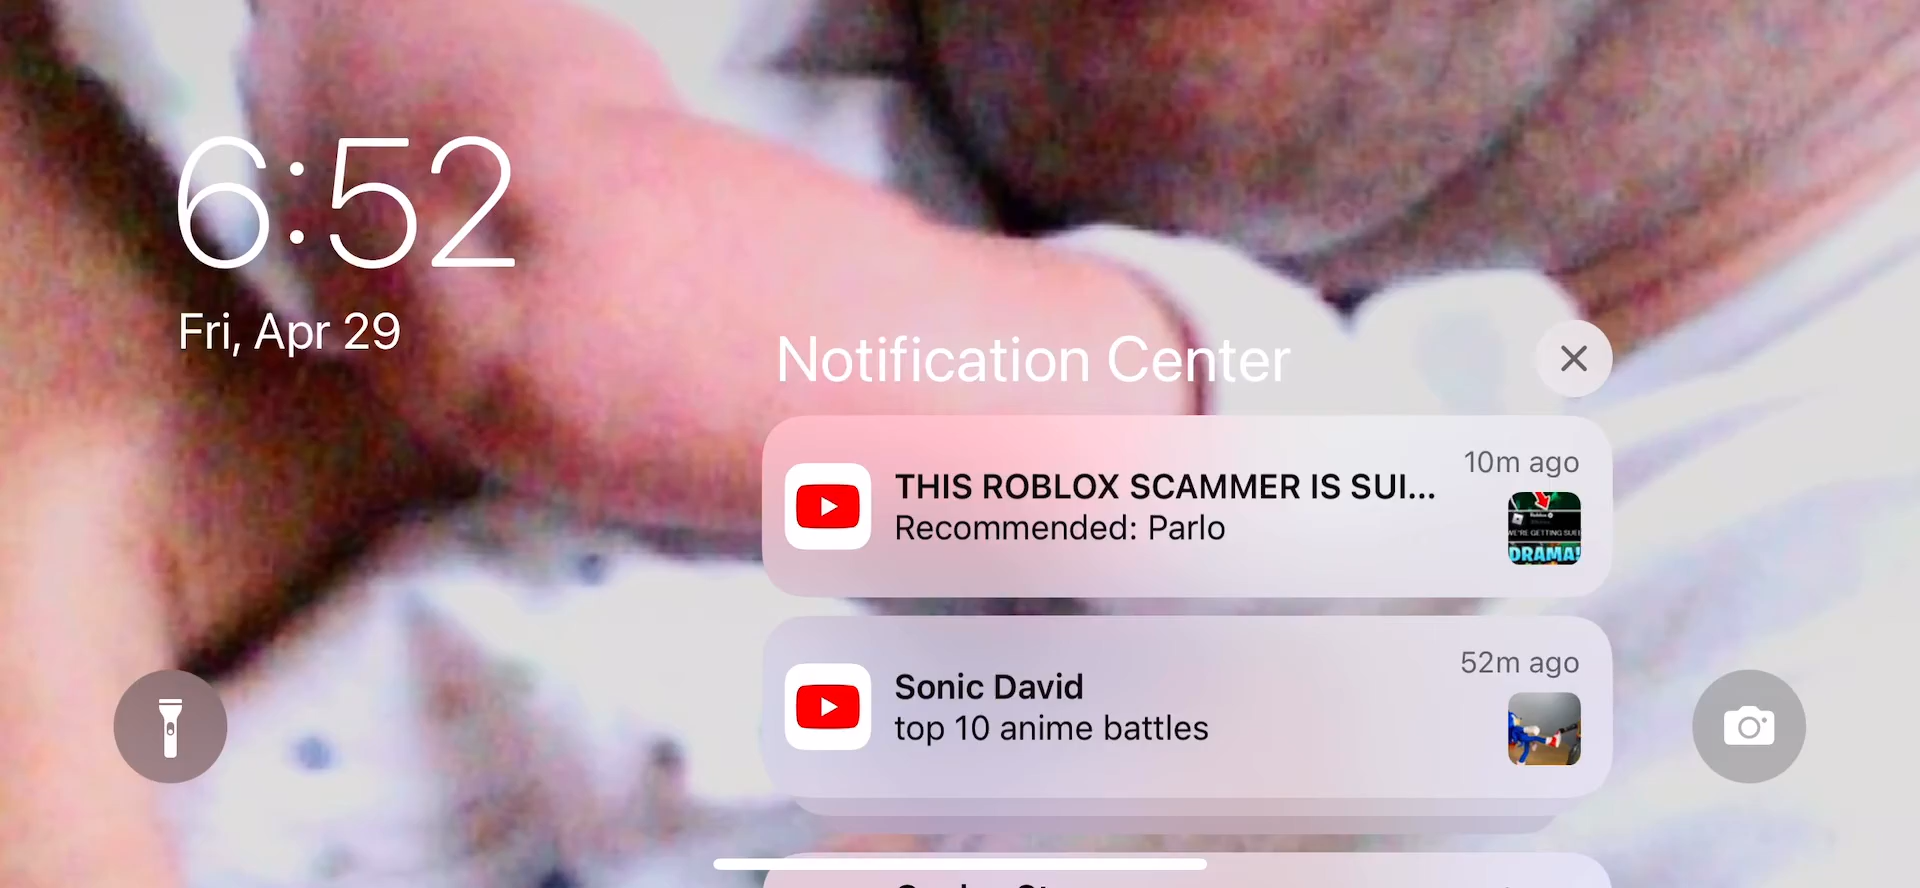 6:52
Fri, Apr 29
Notification Center
THIS ROBLOX SCAMMER IS SUI...
Recommended: Parlo
10m ago
DRAMA!
Sonic David
top 10 anime battles
52m ago